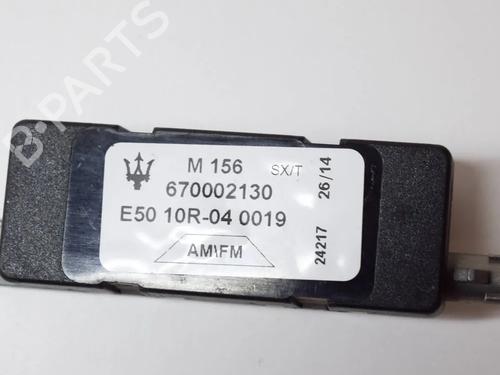 B-PARTS
M 156 SX/T
670002130
E50 10R-04 0019
AM\FM
24217 26/14